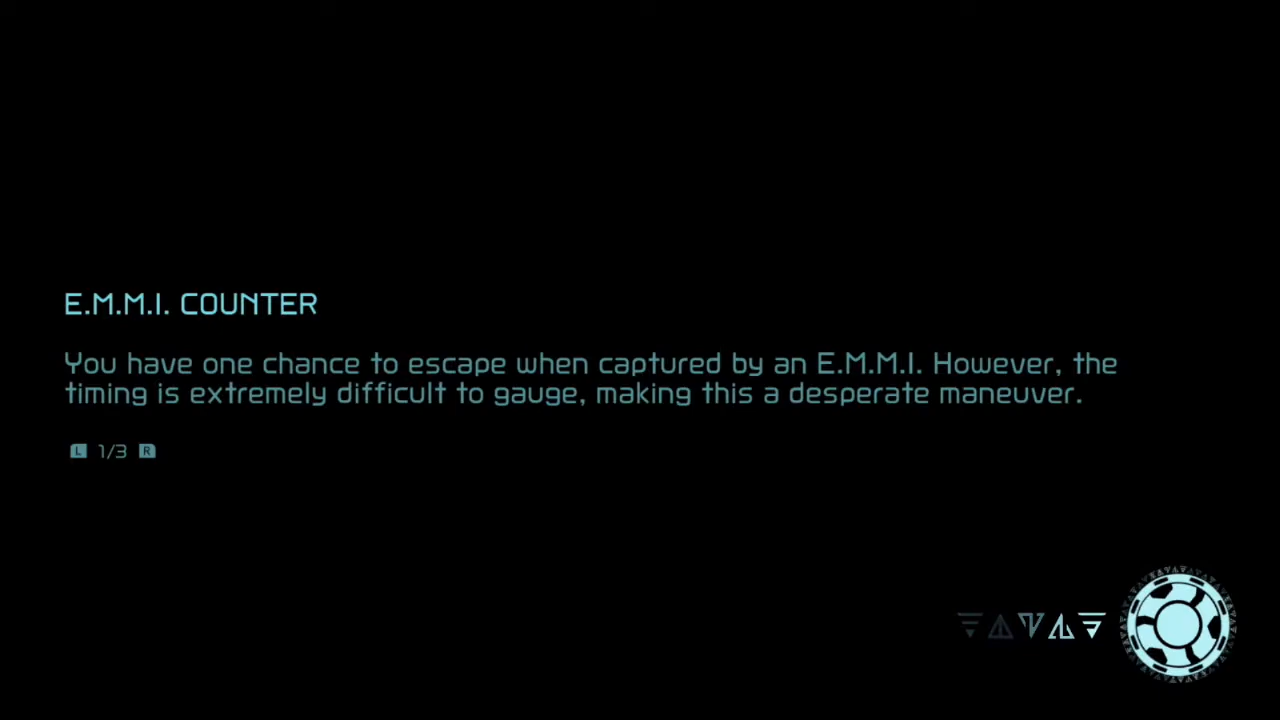 E.M.M.I. COUNTER
You have one chance to escape when captured by an E.M.M.I. However, the
timing is extremely difficult to gauge, making this a desperate maneuver.
L 1/3 R